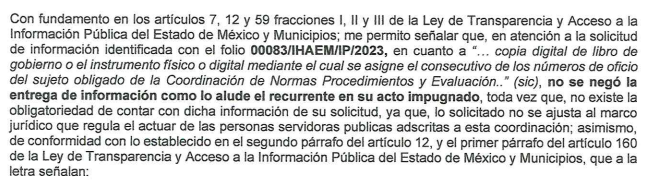 Con fundamento en los artículos 7, 12 y 59 fracciones I, II y III de la Ley de Transparencia y Acceso a la
Información Pública del Estado de México y Municipios; me permito señalar que, en atención a la solicitud
de información identificada con el folio 00083/IHAEM/IP/2023, en cuanto a "... copia digital de libro de
gobierno o el instrumento físico o digital mediante el cual se asigne el consecutivo de los números de oficio
del sujeto obligado de la Coordinación de Normas Procedimientos y Evaluación.." (sic), no se negó la
entrega de información como lo alude el recurrente en su acto impugnado, toda vez que, no existe la
obligatoriedad de contar con dicha información de su solicitud, ya que, lo solicitado no se ajusta al marco
jurídico que regula el actuar de las personas servidoras publicas adscritas a esta coordinación; asimismo,
de conformidad con lo establecido en el segundo párrafo del artículo 12, y el primer párrafo del artículo 160
de la Ley de Transparencia y Acceso a la Información Pública del Estado de México y Municipios, que a la
letra señalan: